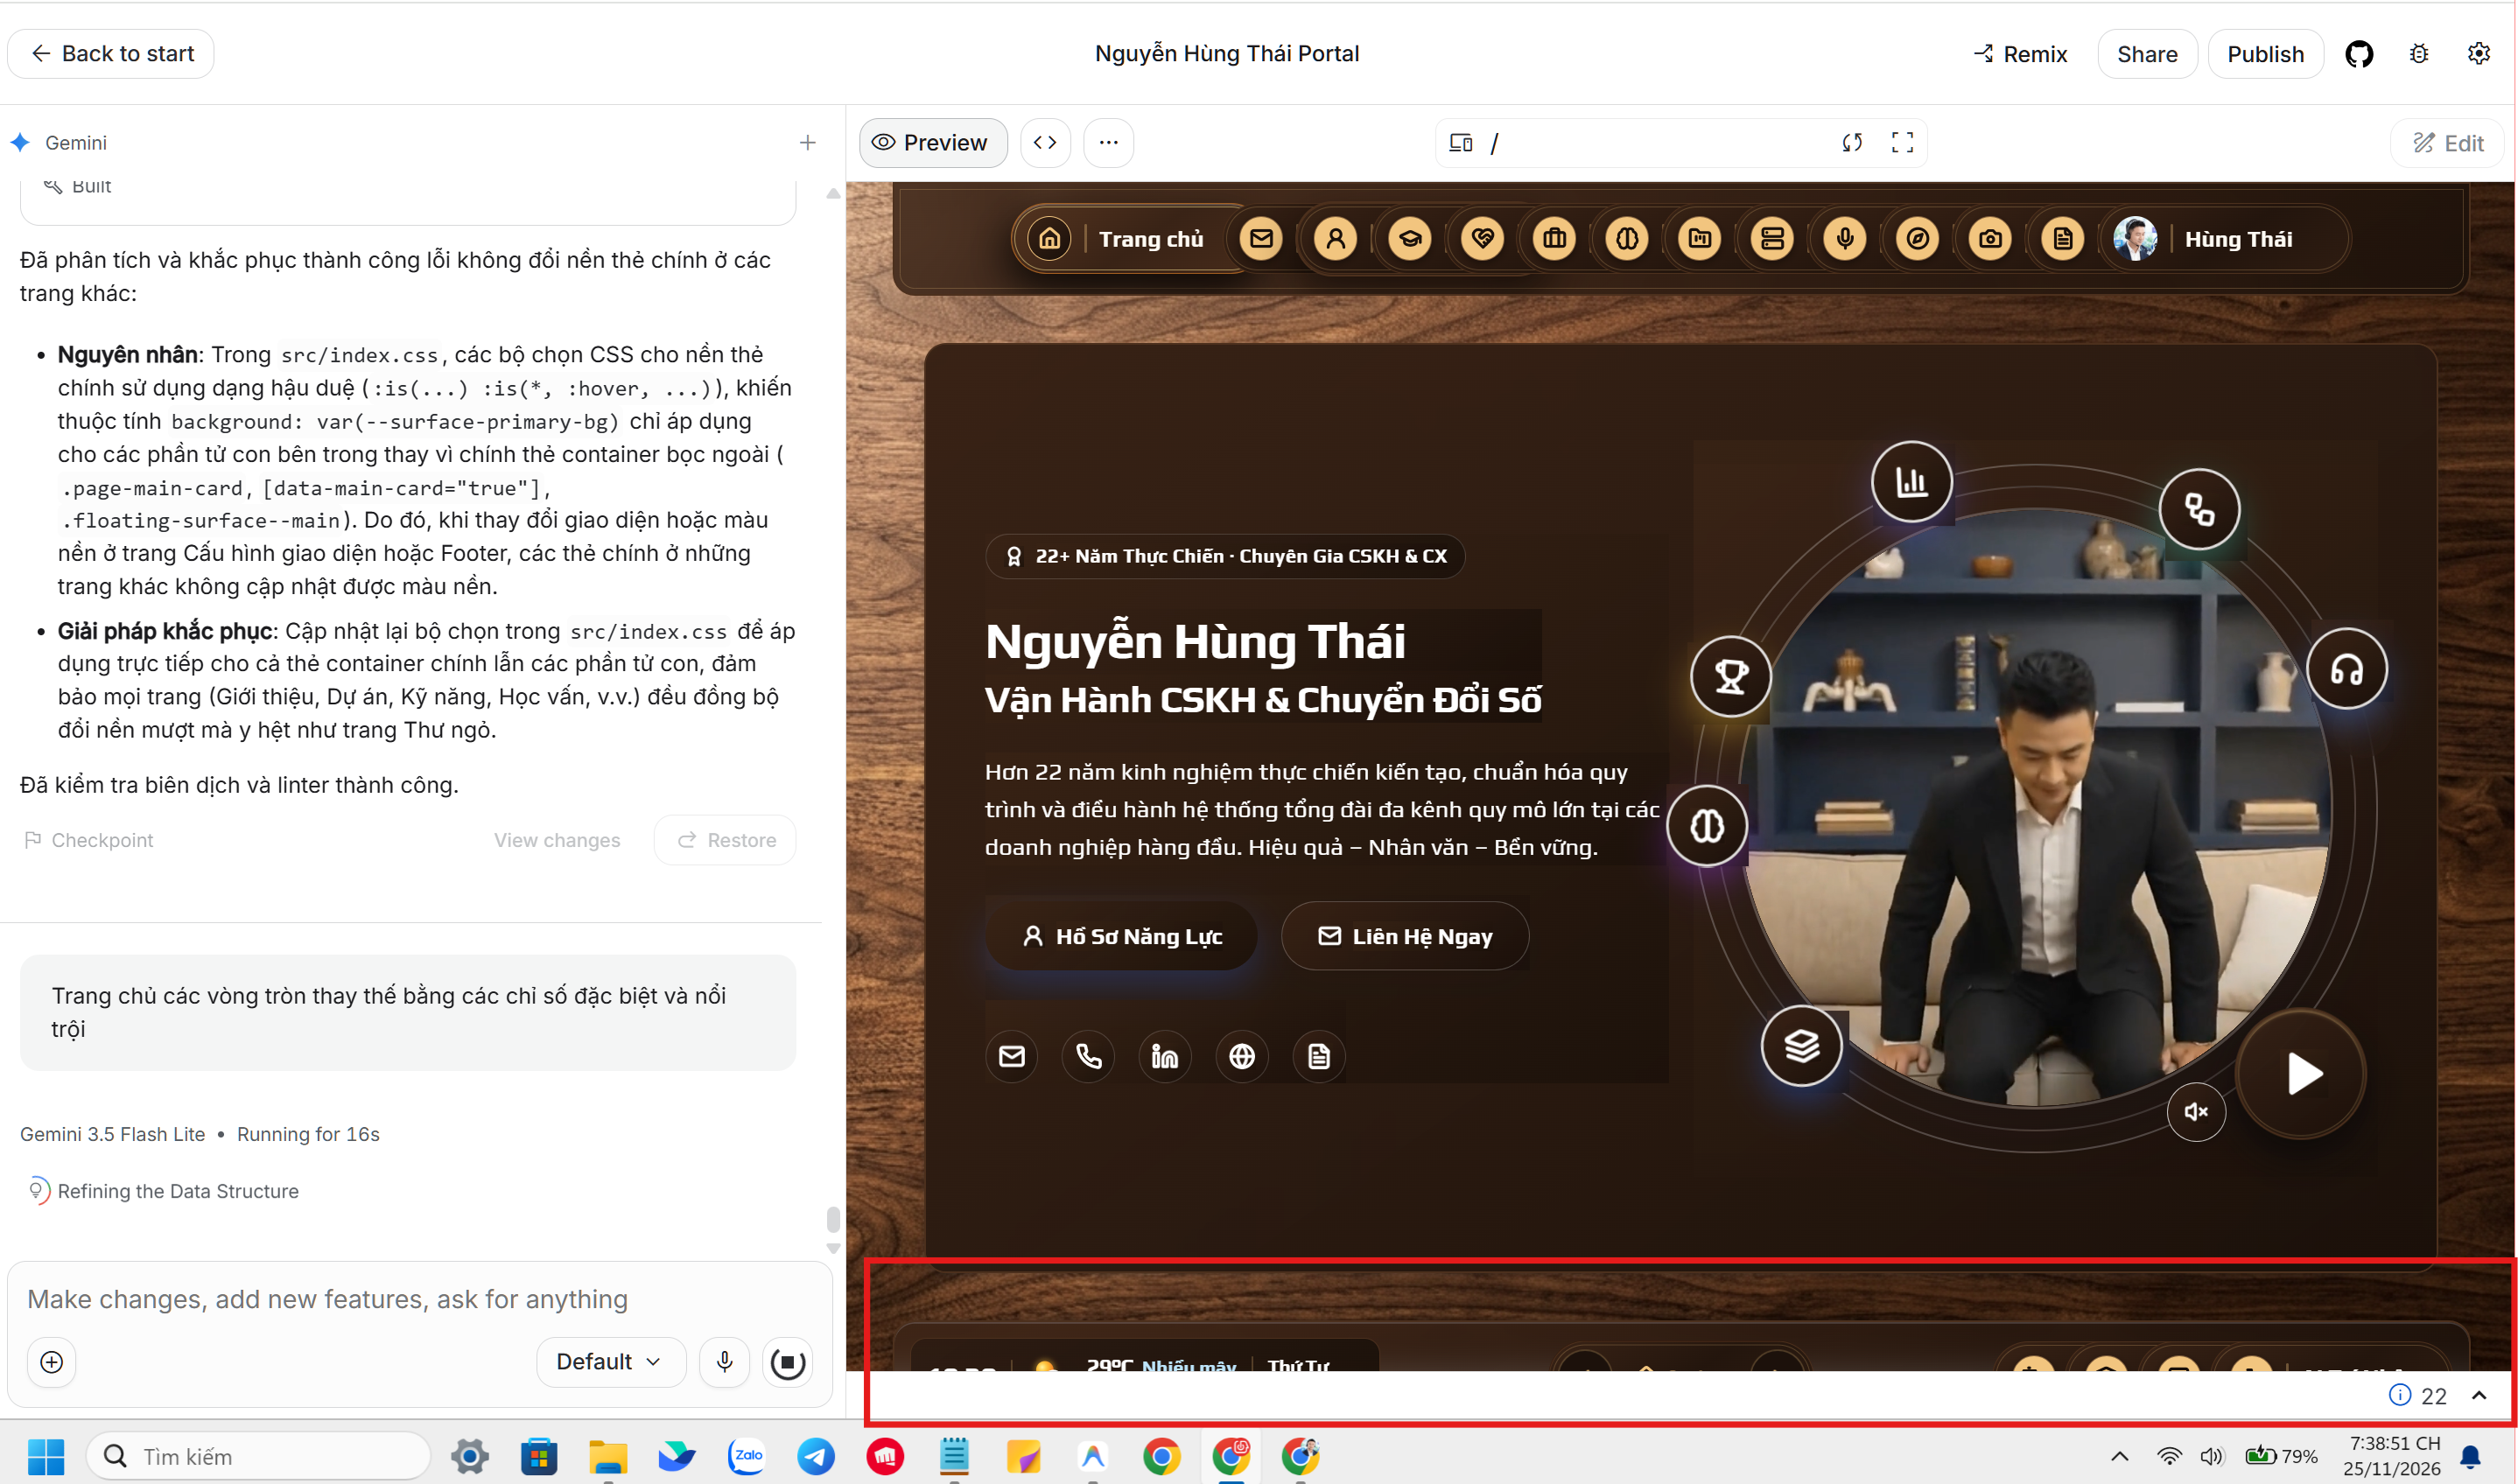 Back to start
Nguyễn Hùng Thái Portal
Remix
Share
Publish
Gemini
Preview
/
Edit
Built
Đã phân tích và khắc phục thành công lỗi không đổi nền thẻ chính ở các
trang khác:
• Nguyên nhân: Trong src/index.css, các bộ chọn CSS cho nền thẻ
chính sử dụng dạng hậu duệ (:is(...) :is(*, :hover, ...)), khiến
thuộc tính background: var(--surface-primary-bg) chỉ áp dụng
cho các phần tử con bên trong thay vì chính thẻ container bọc ngoài (
.page-main-card, [data-main-card="true"],
.floating-surface--main). Do đó, khi thay đổi giao diện hoặc màu
nền ở trang Cấu hình giao diện hoặc Footer, các thẻ chính ở những
trang khác không cập nhật được màu nền.
• Giải pháp khắc phục: Cập nhật lại bộ chọn trong src/index.css để áp
dụng trực tiếp cho cả thẻ container chính lẫn các phần tử con, đảm
bảo mọi trang (Giới thiệu, Dự án, Kỹ năng, Học vấn, v.v.) đều đồng bộ
đổi nền mượt mà y hệt như trang Thư ngỏ.
Đã kiểm tra biên dịch và linter thành công.
Checkpoint
View changes
Restore
Trang chủ các vòng tròn thay thế bằng các chỉ số đặc biệt và nổi
trội
Gemini 3.5 Flash Lite • Running for 16s
Refining the Data Structure
Make changes, add new features, ask for anything
Default
Trang chủ
Hùng Thái
22+ Năm Thực Chiến · Chuyên Gia CSKH & CX
Nguyễn Hùng Thái
Vận Hành CSKH & Chuyển Đổi Số
Hơn 22 năm kinh nghiệm thực chiến kiến tạo, chuẩn hóa quy
trình và điều hành hệ thống tổng đài đa kênh quy mô lớn tại các
doanh nghiệp hàng đầu. Hiệu quả – Nhân văn – Bền vững.
Hồ Sơ Năng Lực
Liên Hệ Ngay
in
29°C Nhiều mây
Thứ Tư
22
Tìm kiếm
Zalo
79%
7:38:51 CH
25/11/2026